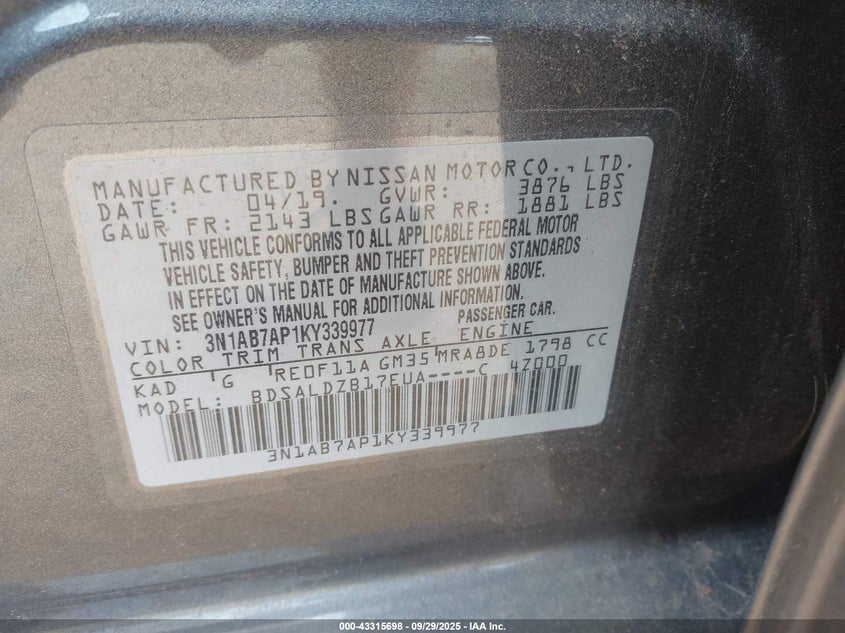 MANUFACTURED BY NISSAN MOTOR CO., LTD.
DATE: 04/19. GVWR: 3876 LBS
GAWR FR: 2143 LBS GAWR RR: 1881 LBS
THIS VEHICLE CONFORMS TO ALL APPLICABLE FEDERAL MOTOR
VEHICLE SAFETY, BUMPER AND THEFT PREVENTION STANDARDS
IN EFFECT ON THE DATE OF MANUFACTURE SHOWN ABOVE.
SEE OWNER'S MANUAL FOR ADDITIONAL INFORMATION.
VIN: 3N1AB7AP1KY339977 PASSENGER CAR.
COLOR TRIM TRANS AXLE ENGINE
KAD G RE0F11A GM35 MRA8DE 1798 CC
MODEL: BDSALDZB17EUA----C 4Z000
3N1AB7AP1KY339977
000-43315698 - 09/29/2025 - IAA Inc.